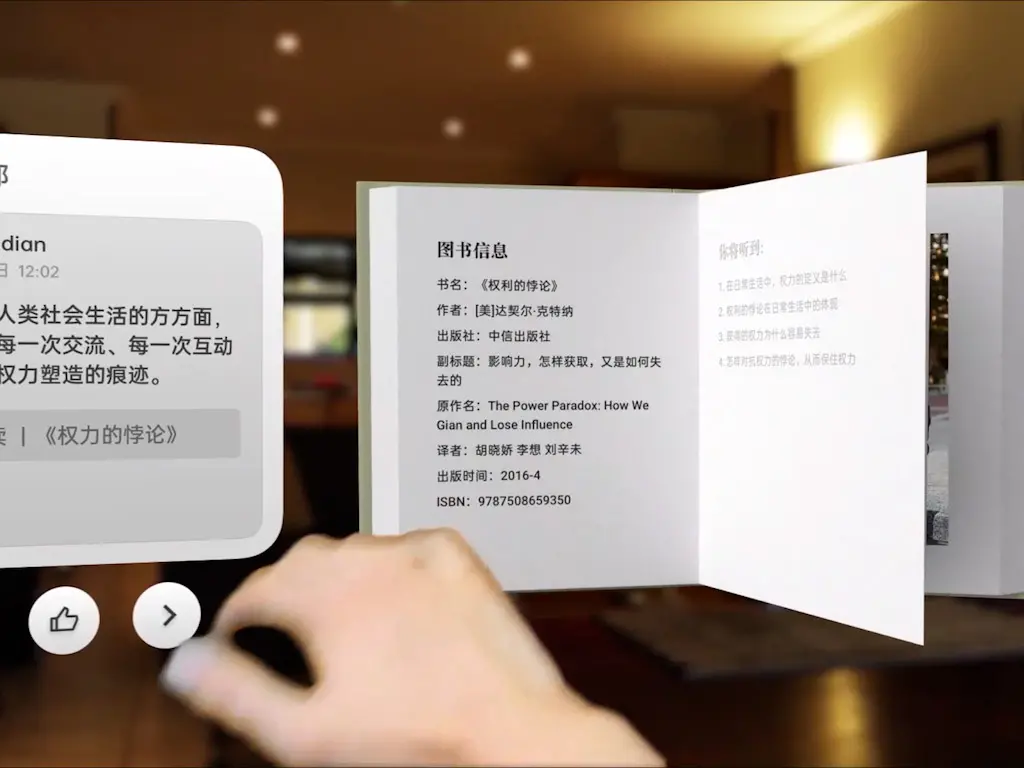 郎
dian
日 12:02
人类社会生活的方方面，
每一次交流、每一次互动
权力塑造的痕迹。
读 | 《权力的悖论》
图书信息
书名：《权利的悖论》
作者：[美]达契尔·克特纳
出版社：中信出版社
副标题：影响力，怎样获取，又是如何失
去的
原作名：The Power Paradox: How We
Gian and Lose Influence
译者：胡晓娇 李想 刘辛未
出版时间：2016-4
ISBN：9787508659350
你将听到:
1.在日常生活中，权力的定义是什么
2.权利的悖论在日常生活中的体现
3.获得的权力为什么容易失去
4.怎样对抗权力的悖论，从而保住权力